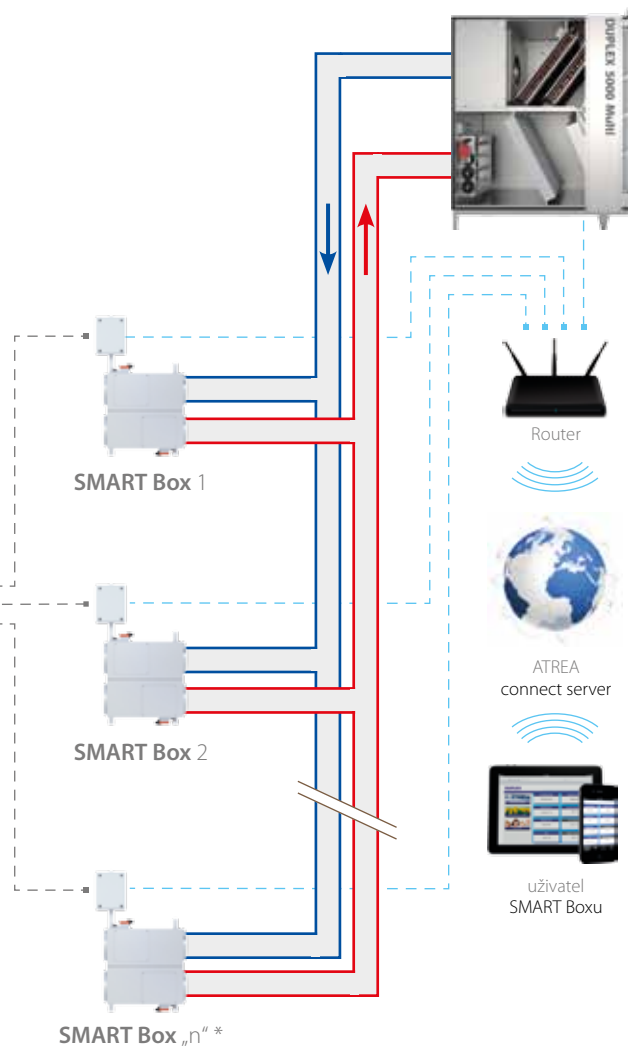 DUPLEX 5000 Multi
Router
SMART Box 1
ATREA
connect server
SMART Box 2
uživatel
SMART Boxu
SMART Box „n“ *